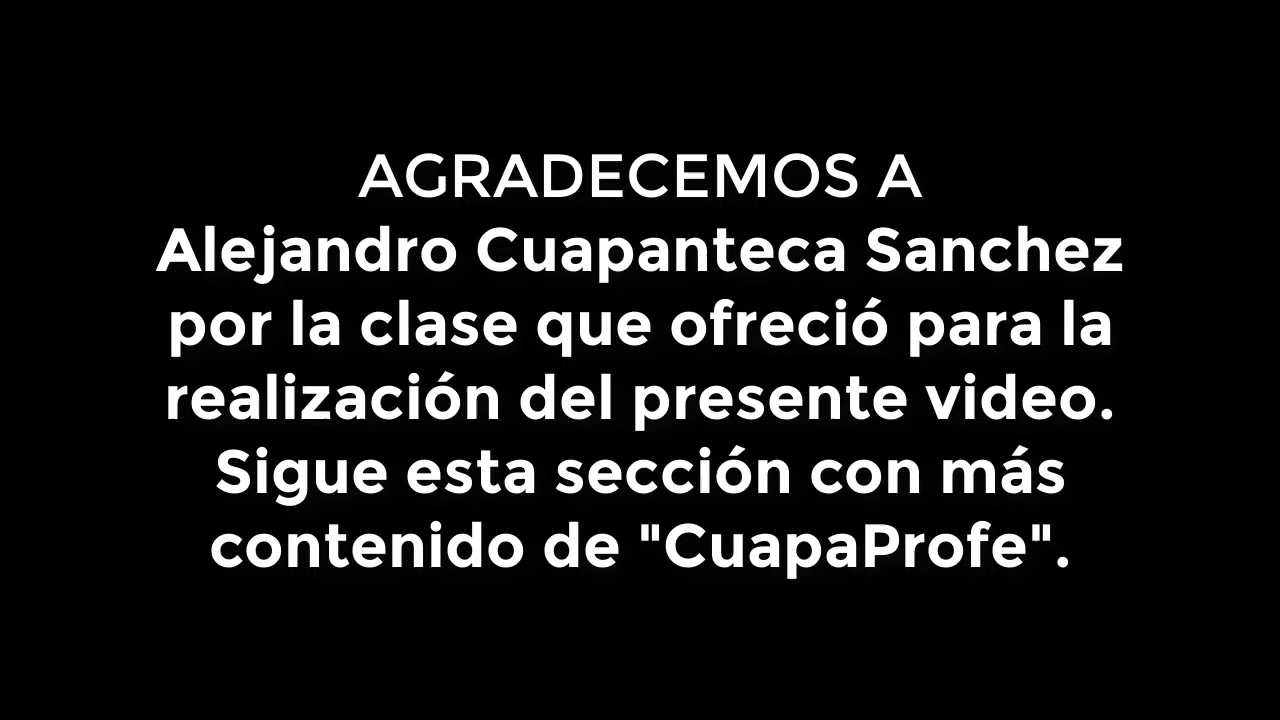 AGRADECEMOS A
Alejandro Cuapanteca Sanchez
por la clase que ofreció para la
realización del presente video.
Sigue esta sección con más
contenido de "CuapaProfe".